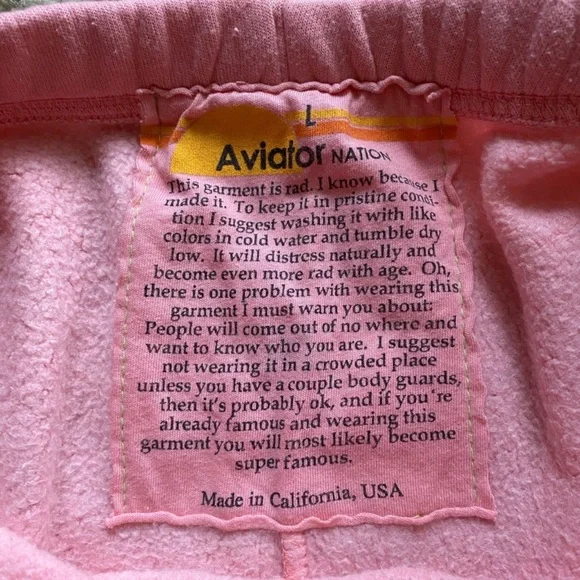 L
Aviator NATION
This garment is rad. I know because I
made it. To keep it in pristine condi-
tion I suggest washing it with like
colors in cold water and tumble dry
low. It will distress naturally and
become even more rad with age. Oh,
there is one problem with wearing this
garment I must warn you about:
People will come out of no where and
want to know who you are. I suggest
not wearing it in a crowded place
unless you have a couple body guards,
then it's probably ok, and if you're
already famous and wearing this
garment you will most likely become
super famous.
Made in California, USA